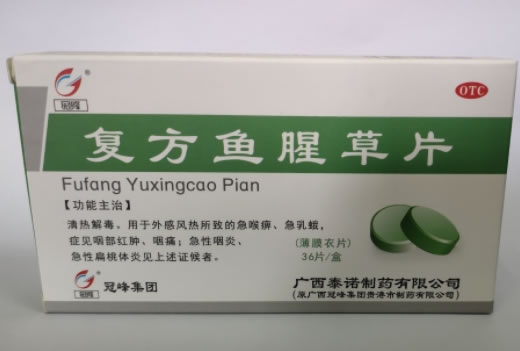 冠峰
OTC
复方鱼腥草片
Fufang Yuxingcao Pian
【功能主治】
清热解毒。用于外感风热所致的急喉痹、急乳蛾，
症见咽部红肿、咽痛；急性咽炎、
急性扁桃体炎见上述证候者。
(薄膜衣片)
36片/盒
冠峰集团
广西泰诺制药有限公司
(原广西冠峰集团贵港市制药有限公司)